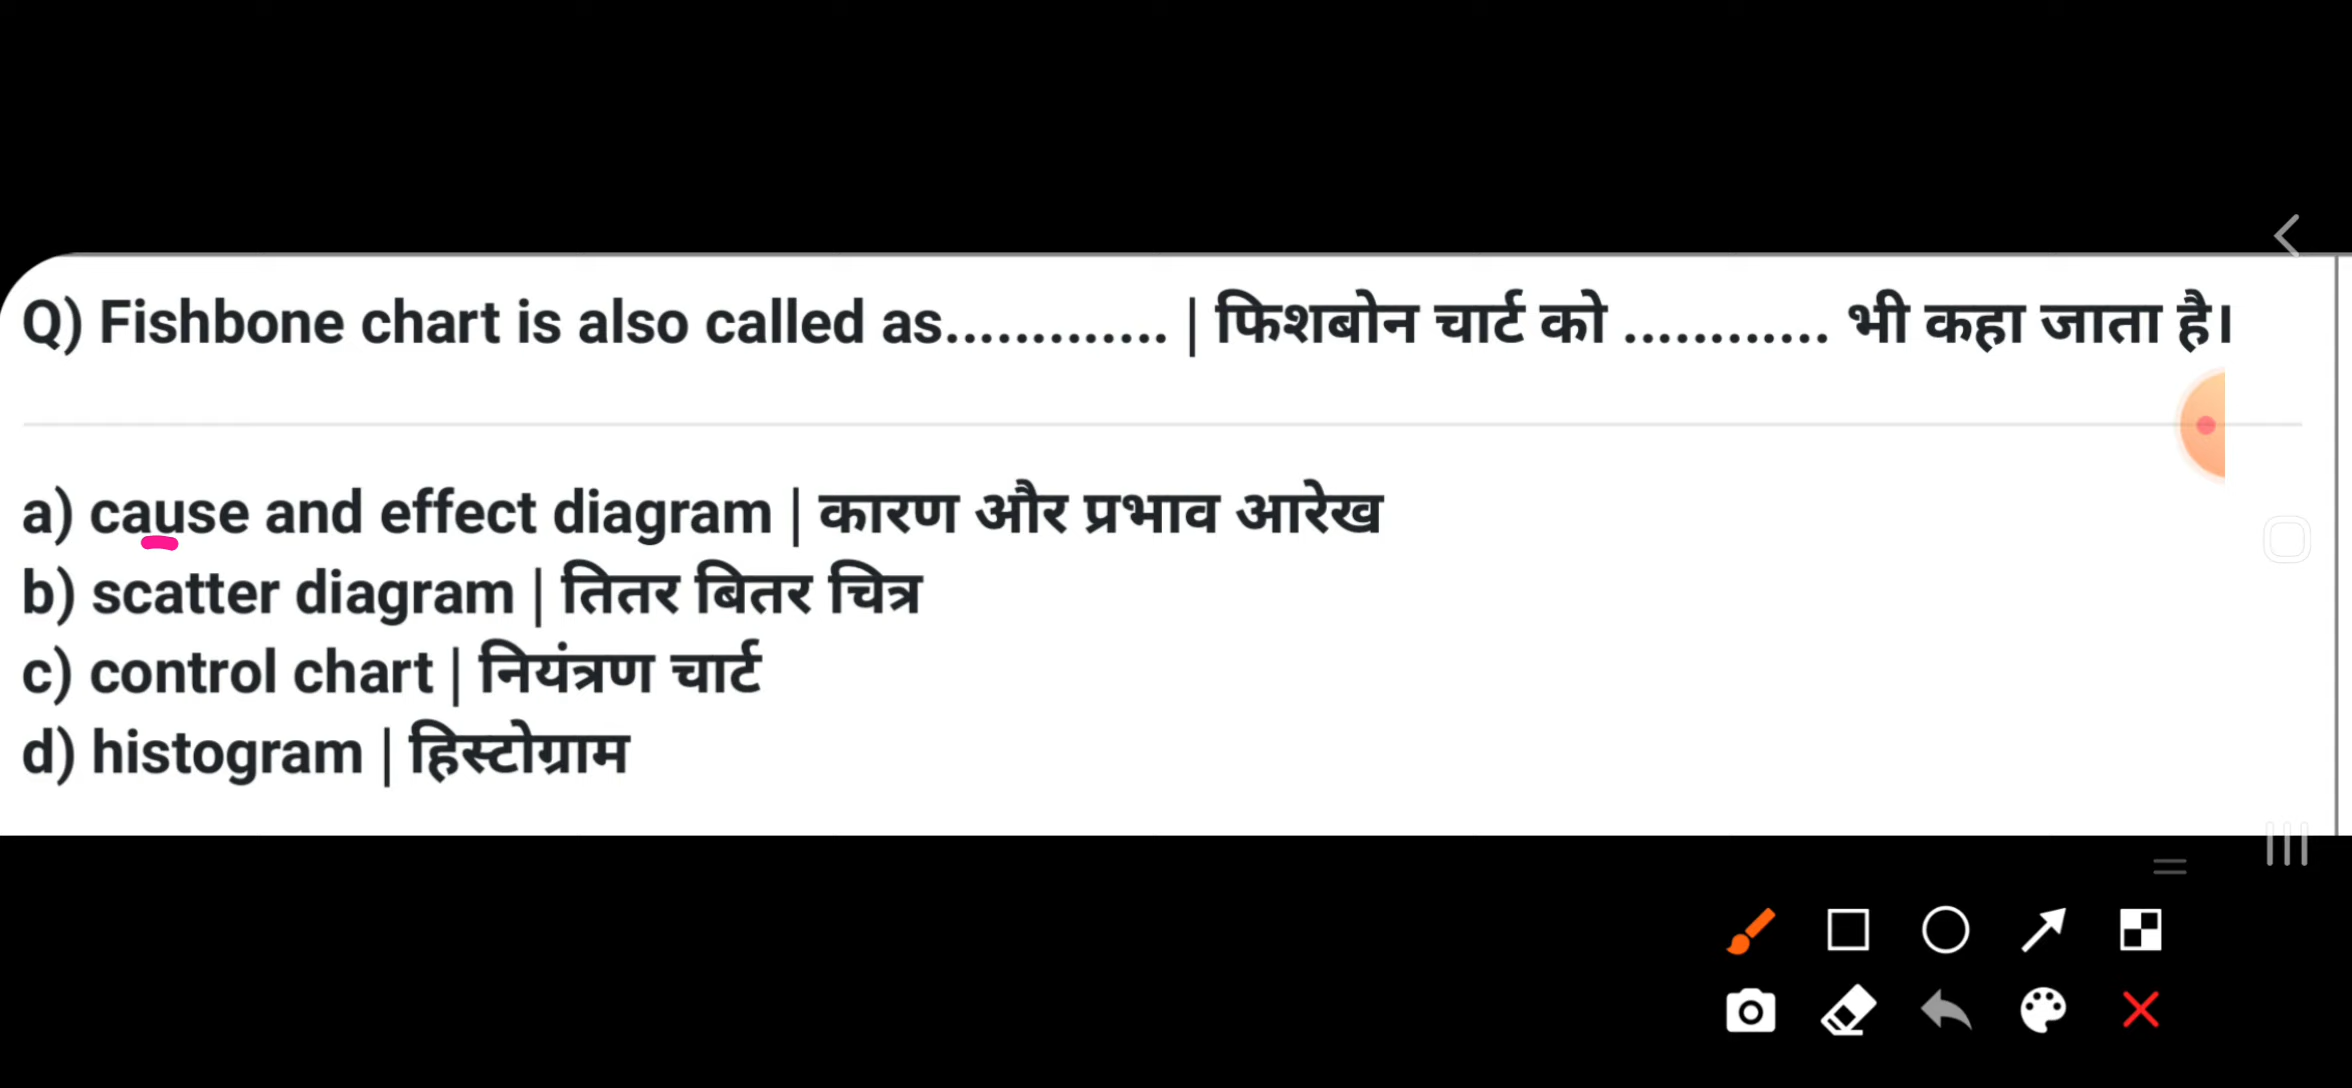 Q) Fishbone chart is also called as............. | फिशबोन चार्ट को ............ भी कहा जाता है।
a) cause and effect diagram | कारण और प्रभाव आरेख
b) scatter diagram | तितर बितर चित्र
c) control chart | नियंत्रण चार्ट
d) histogram | हिस्टोग्राम